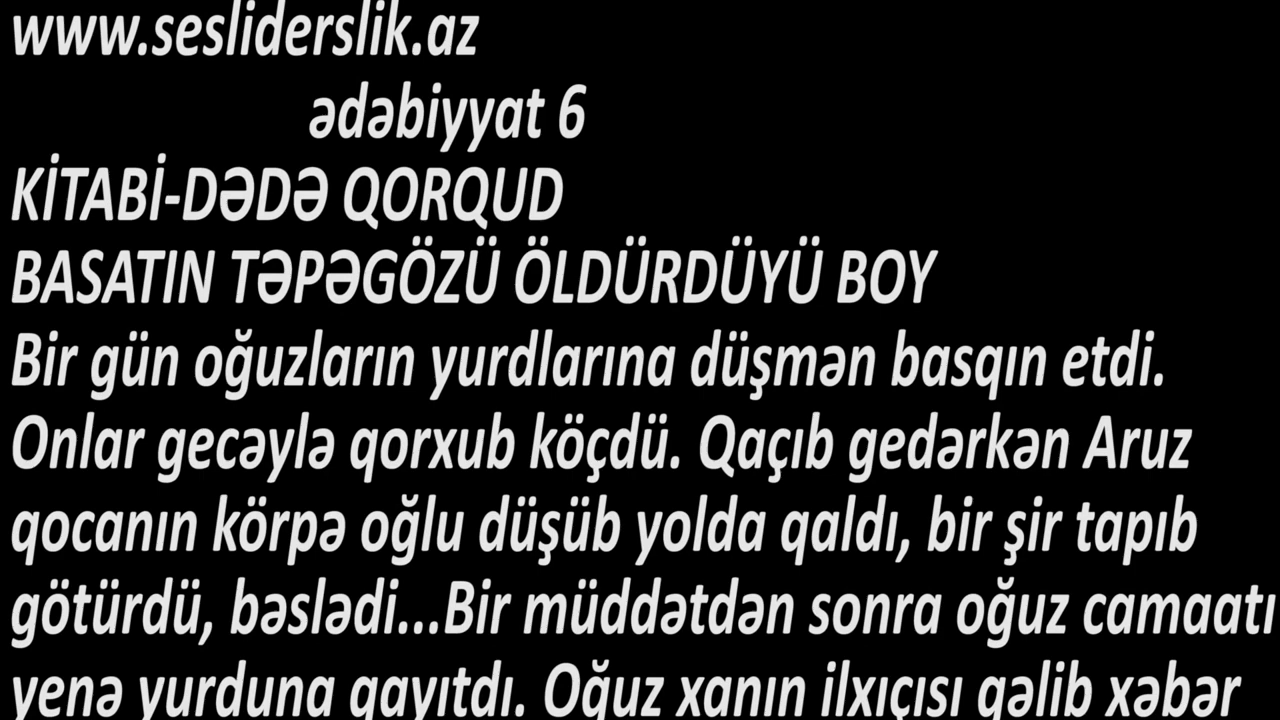 www.sesliderslik.az
ədəbiyyat 6
KİTABİ-DƏDƏ QORQUD
BASATIN TƏPƏGÖZÜ ÖLDÜRDÜYÜ BOY
Bir gün oğuzların yurdlarına düşmən basqın etdi.
Onlar gecəylə qorxub köçdü. Qaçıb gedərkən Aruz
qocanın körpə oğlu düşüb yolda qaldı, bir şir tapıb
götürdü, bəslədi...Bir müddətdən sonra oğuz camaatı
yenə yurduna qayıtdı. Oğuz xanın ilxıçısı gəlib xəbər